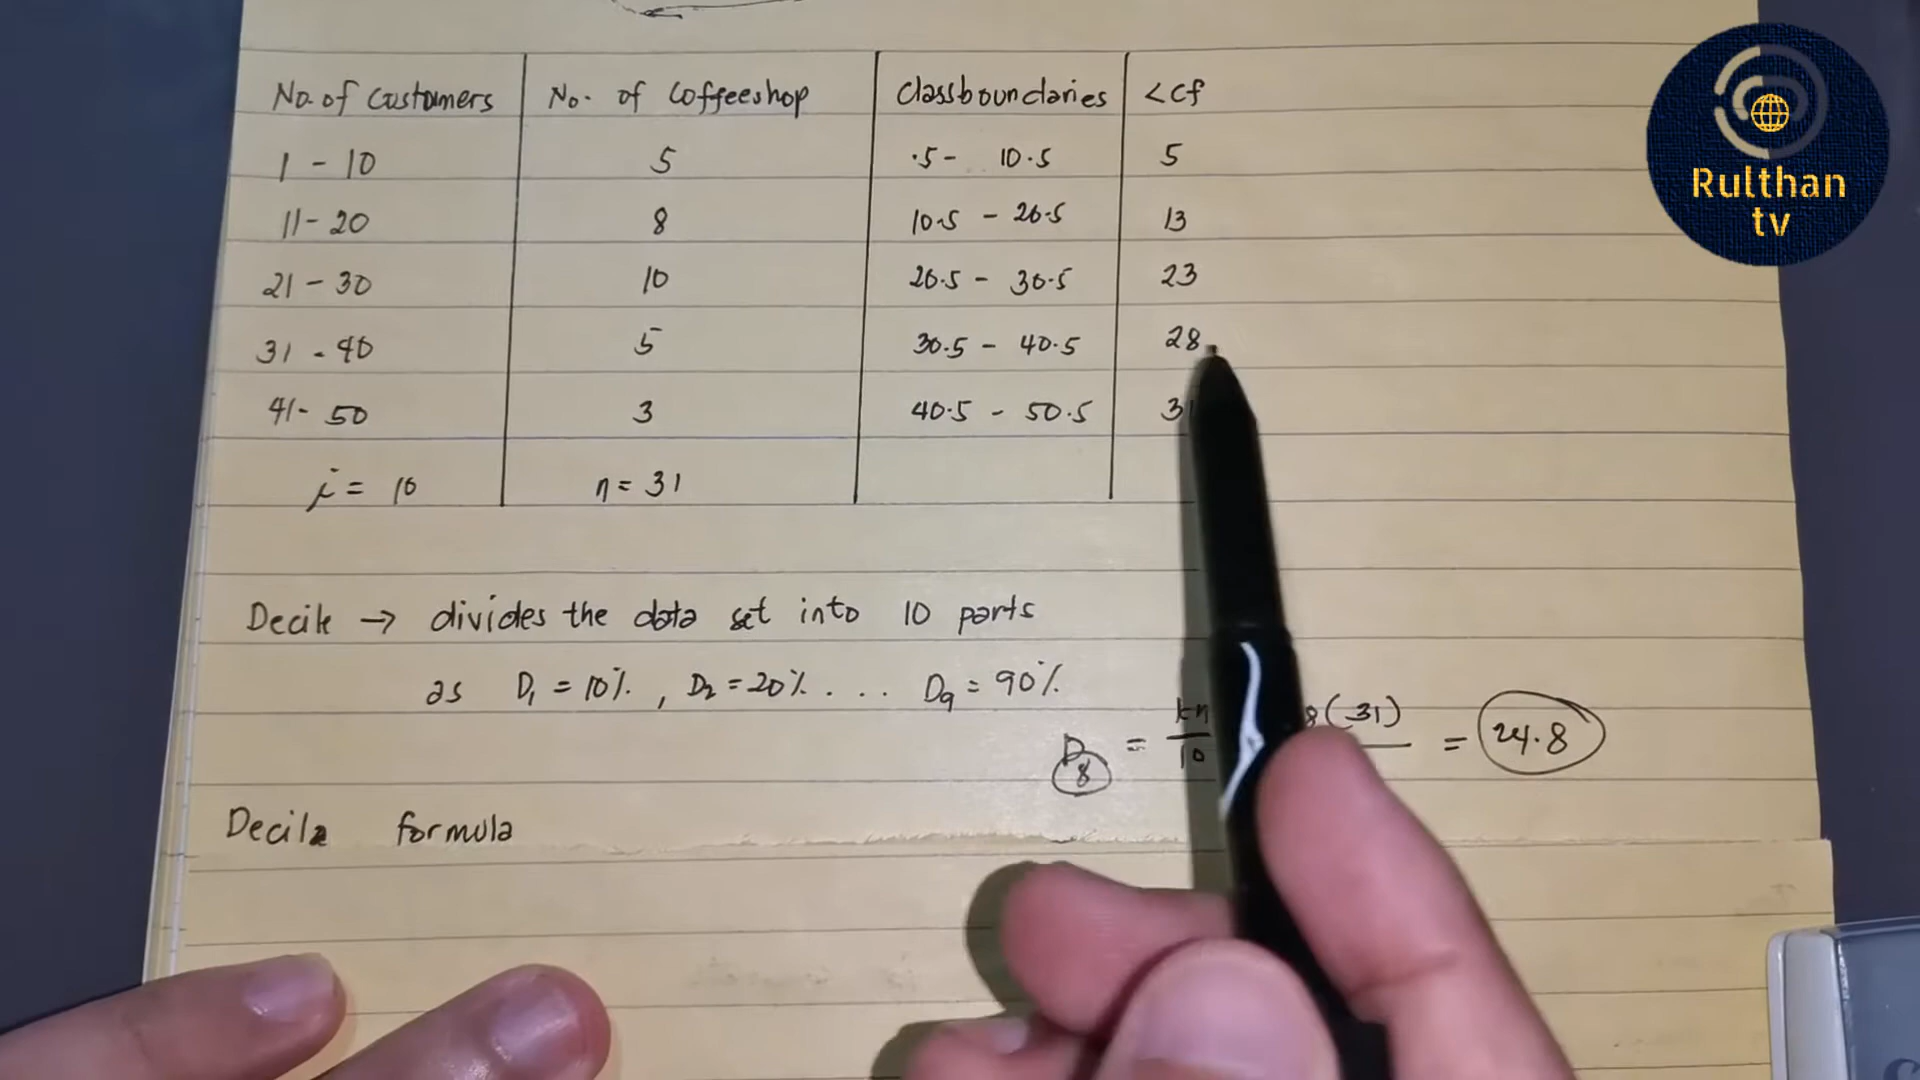 No. of customers No. of Coffeeshop Classboundaries <cf
1 - 10 5 .5 - 10.5 5
11 - 20 8 10.5 - 20.5 13
21 - 30 10 20.5 - 30.5 23
31 - 40 5 30.5 - 40.5 28
41 - 50 3 40.5 - 50.5 31
i = 10 n = 31
Decile → divides the data set into 10 parts
as D1 = 10%, D2 = 20% . ... D9 = 90%
D8 = kn/10 8(31) = 24.8
Decile formula
Rulthan
tv